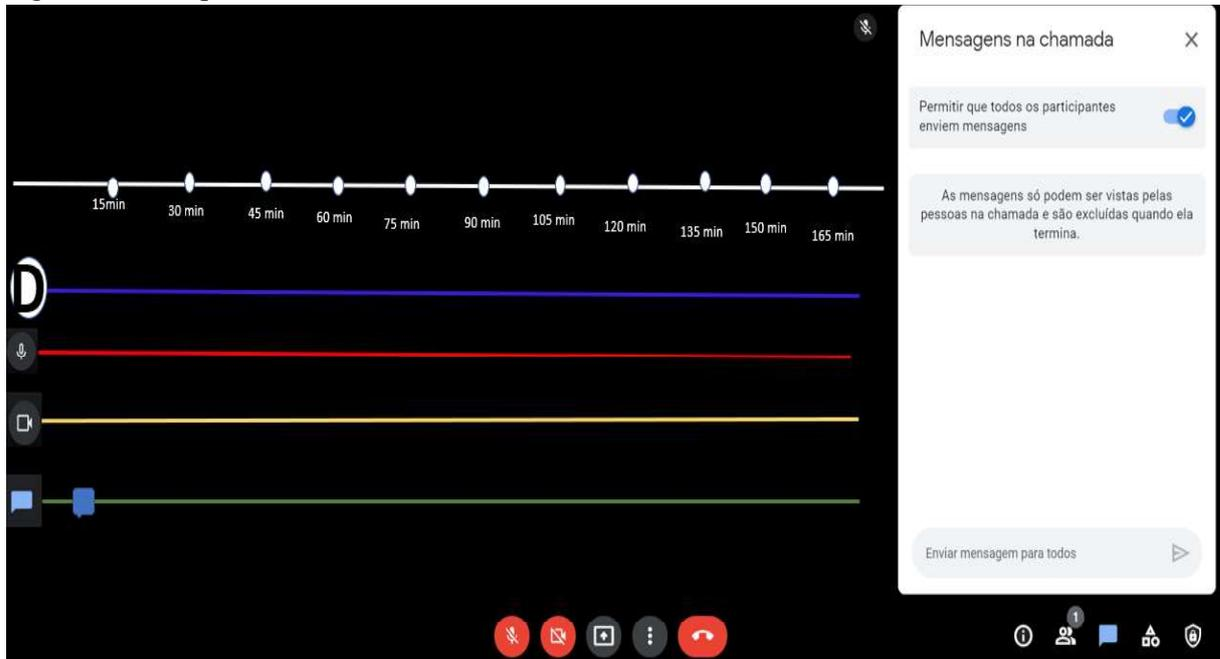 Mensagens na chamada
Permitir que todos os participantes
enviem mensagens
As mensagens só podem ser vistas pelas
pessoas na chamada e são excluídas quando ela
termina.
15min
30 min
45 min
60 min
75 min
90 min
105 min
120 min
135 min
150 min
165 min
D
Enviar mensagem para todos
1